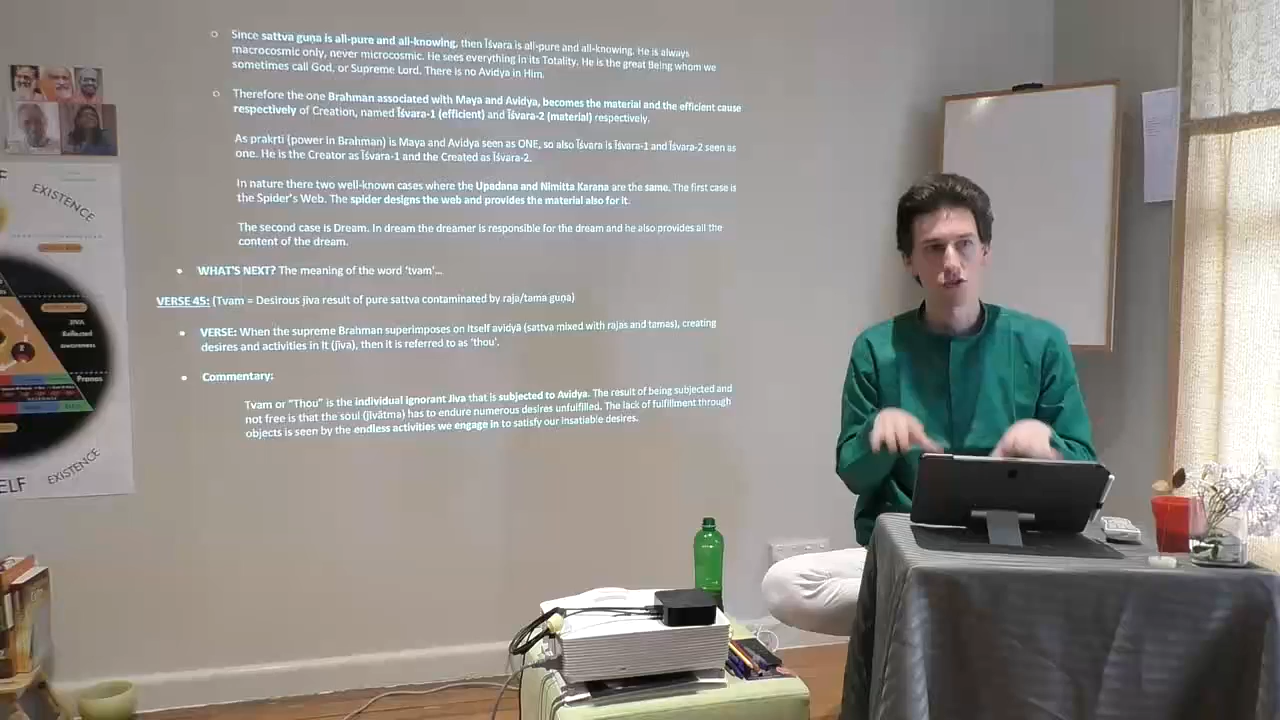 Since sattva guṇa is all-pure and all-knowing, then Īśvara is all-pure and all-knowing. He is always
macrocosmic only, never microcosmic. He sees everything in its Totality. He is the great Being whom we
sometimes call God, or Supreme Lord. There is no Avidya in Him.
Therefore the one Brahman associated with Maya and Avidya, becomes the material and the efficient cause
respectively of Creation, named Īśvara-1 (efficient) and Īśvara-2 (material) respectively.
As prakṛti (power in Brahman) is Maya and Avidya seen as ONE, so also Īśvara is Īśvara-1 and Īśvara-2 seen as
one. He is the Creator as Īśvara-1 and the Created as Īśvara-2.
In nature there two well-known cases where the Upadana and Nimitta Karana are the same. The first case is
the Spider's Web. The spider designs the web and provides the material also for it.
The second case is Dream. In dream the dreamer is responsible for the dream and he also provides all the
content of the dream.
WHAT'S NEXT? The meaning of the word 'tvam'...
VERSE 45: (Tvam = Desirous jiva result of pure sattva contaminated by raja/tama guṇa)
VERSE: When the supreme Brahman superimposes on Itself avidyā (sattva mixed with rajas and tamas), creating
desires and activities in It (jīva), then it is referred to as 'thou'.
Commentary:
Tvam or "Thou" is the individual ignorant Jiva that is subjected to Avidya. The result of being subjected and
not free is that the soul (jīvātma) has to endure numerous desires unfulfilled. The lack of fulfillment through
objects is seen by the endless activities we engage in to satisfy our insatiable desires.
F
EXISTENCE
JIVA
Reflected
awareness
Pranas
ELF
EXISTENCE